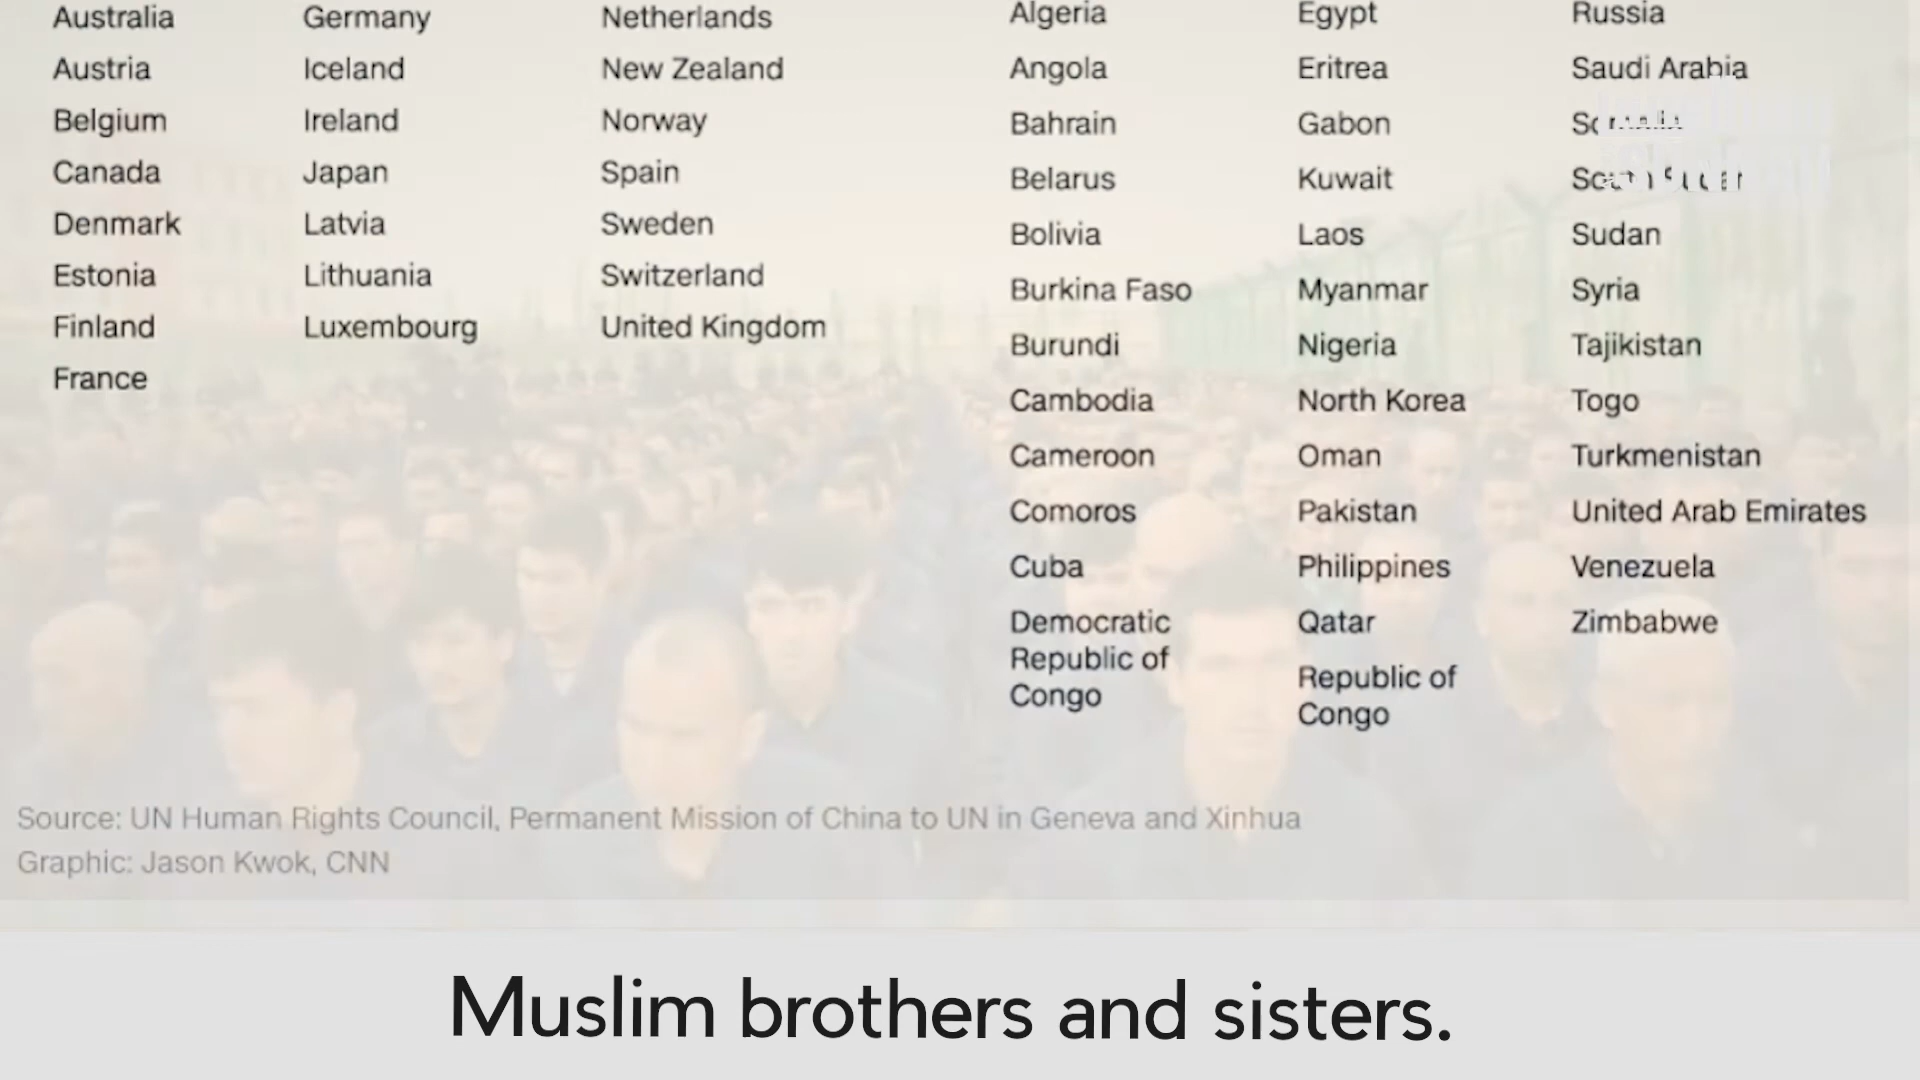 Australia Germany Netherlands
Austria Iceland New Zealand
Belgium Ireland Norway
Canada Japan Spain
Denmark Latvia Sweden
Estonia Lithuania Switzerland
Finland Luxembourg United Kingdom
France
Algeria Egypt Russia
Angola Eritrea Saudi Arabia
Bahrain Gabon Somalia
Belarus Kuwait South Sudan
Bolivia Laos Sudan
Burkina Faso Myanmar Syria
Burundi Nigeria Tajikistan
Cambodia North Korea Togo
Cameroon Oman Turkmenistan
Comoros Pakistan United Arab Emirates
Cuba Philippines Venezuela
Democratic Qatar Zimbabwe
Republic of Republic of
Congo Congo
Source: UN Human Rights Council, Permanent Mission of China to UN in Geneva and Xinhua
Graphic: Jason Kwok, CNN
Muslim brothers and sisters.